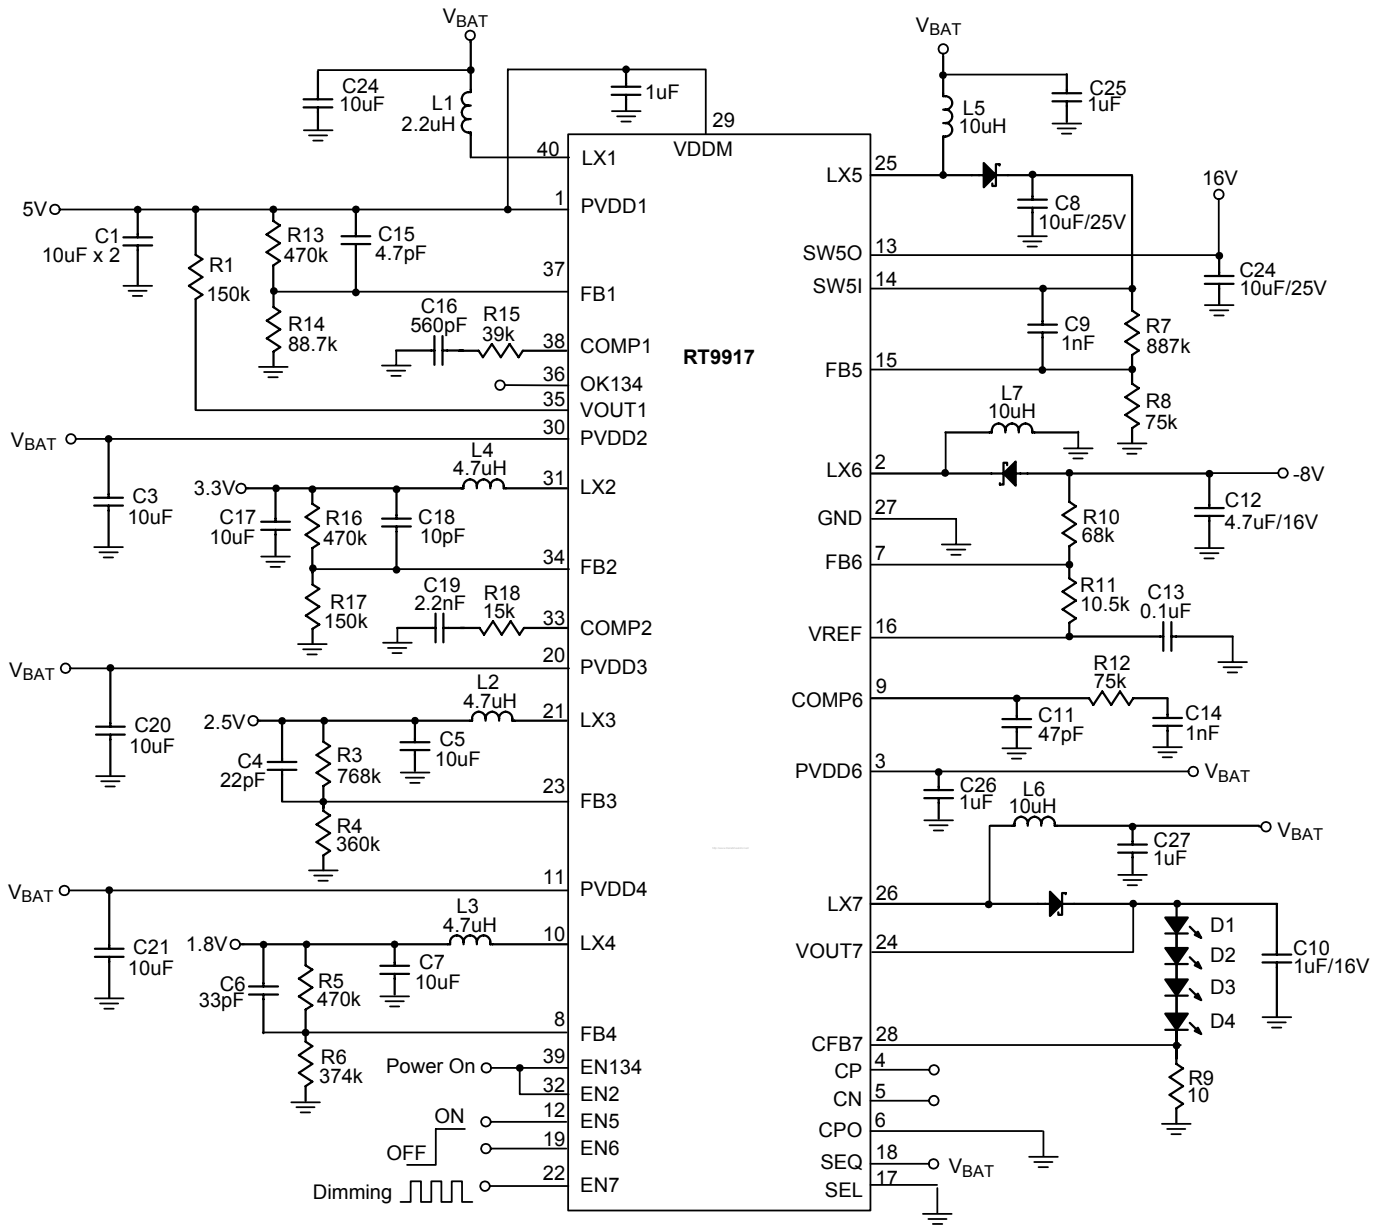 VBAT
C24
10uF
L1
2.2uH
1uF
29
VDDM
40
LX1
5V
1
PVDD1
C1
10uF x 2
R1
150k
R13
470k
C15
4.7pF
37
FB1
R14
88.7k
C16
560pF
R15
39k
38
COMP1
36
OK134
35
VOUT1
VBAT
30
PVDD2
C3
10uF
L4
4.7uH
3.3V
31
LX2
C17
10uF
R16
470k
C18
10pF
34
FB2
R17
150k
C19
2.2nF
R18
15k
33
COMP2
VBAT
20
PVDD3
C20
10uF
L2
4.7uH
2.5V
21
LX3
C4
22pF
R3
768k
C5
10uF
23
FB3
R4
360k
VBAT
11
PVDD4
C21
10uF
L3
4.7uH
1.8V
10
LX4
C6
33pF
R5
470k
C7
10uF
8
FB4
R6
374k
Power On
39
EN134
32
EN2
ON
OFF
12
EN5
19
EN6
Dimming
22
EN7
RT9917
VBAT
L5
10uH
C25
1uF
LX5
25
C8
10uF/25V
16V
SW5O
13
C24
10uF/25V
SW5I
14
C9
1nF
R7
887k
FB5
15
R8
75k
L7
10uH
LX6
2
-8V
C12
4.7uF/16V
R10
68k
GND
27
FB6
7
R11
10.5k
C13
0.1uF
VREF
16
COMP6
9
R12
75k
C11
47pF
C14
1nF
PVDD6
3
VBAT
C26
1uF
L6
10uH
VBAT
C27
1uF
LX7
26
VOUT7
24
D1
D2
D3
D4
C10
1uF/16V
CFB7
28
R9
10
CP
4
CN
5
CPO
6
SEQ
18
VBAT
SEL
17